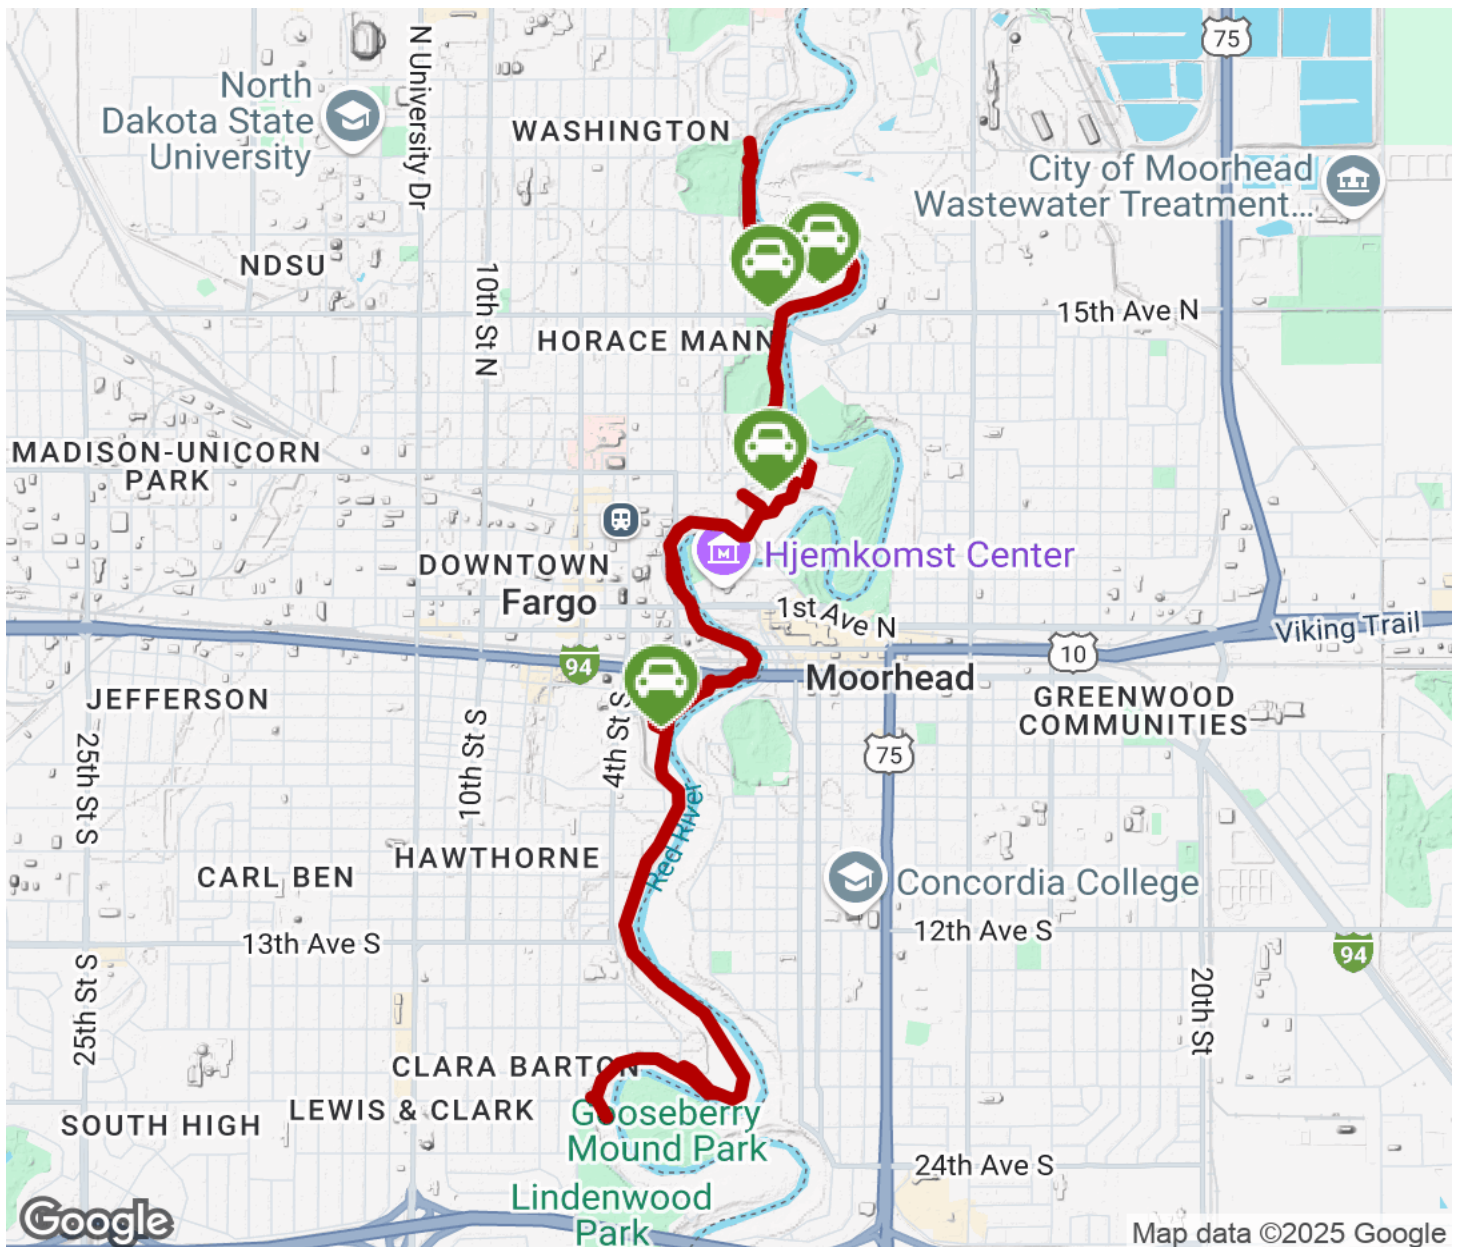 75
N University Dr
North
Dakota State
University
WASHINGTON
City of Moorhead
Wastewater Treatment...
NDSU
10th St N
15th Ave N
HORACE MANN
MADISON-UNICORN
PARK
DOWNTOWN
Fargo
M
Hjemkomst Center
1st Ave N
Viking Trail
10
94
Moorhead
JEFFERSON
GREENWOOD
COMMUNITIES
25th St S
10th St S
4th St S
75
Red River
HAWTHORNE
CARL BEN
Concordia College
13th Ave S
12th Ave S
94
25th St S
20th St
CLARA BARTON
LEWIS & CLARK
SOUTH HIGH
Gooseberry
Mound Park
24th Ave S
Lindenwood
Park
Google
Map data ©2025 Google